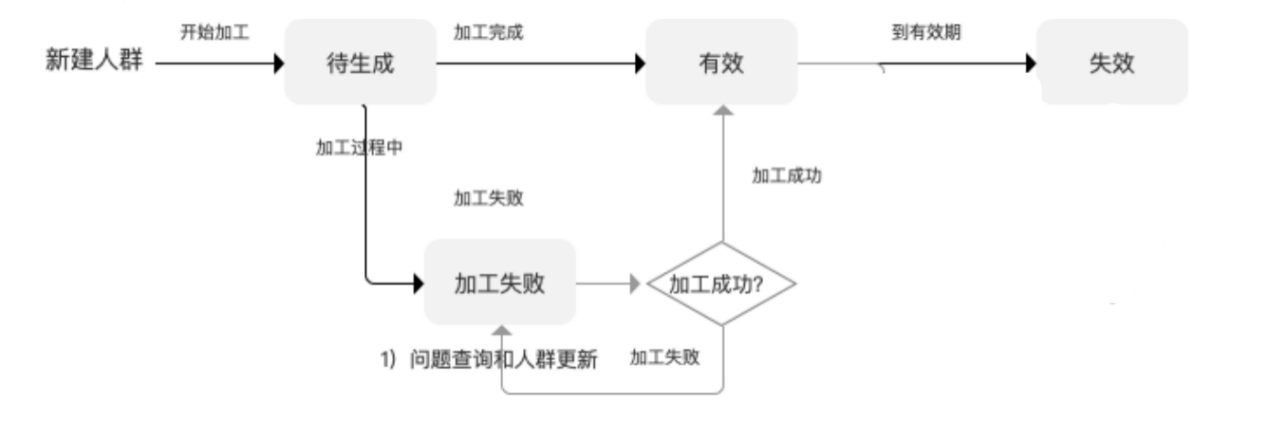 开始加工
加工完成
到有效期
新建人群
待生成
有效
失效
加工过程中
加工成功
加工失败
加工失败
加工成功?
1) 问题查询和人群更新
加工失败